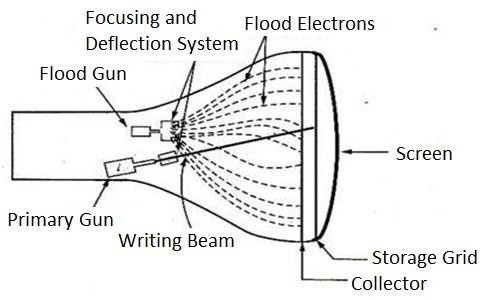 Focusing and
Deflection System
Flood Electrons
Flood Gun
Screen
Primary Gun
Writing Beam
Storage Grid
Collector